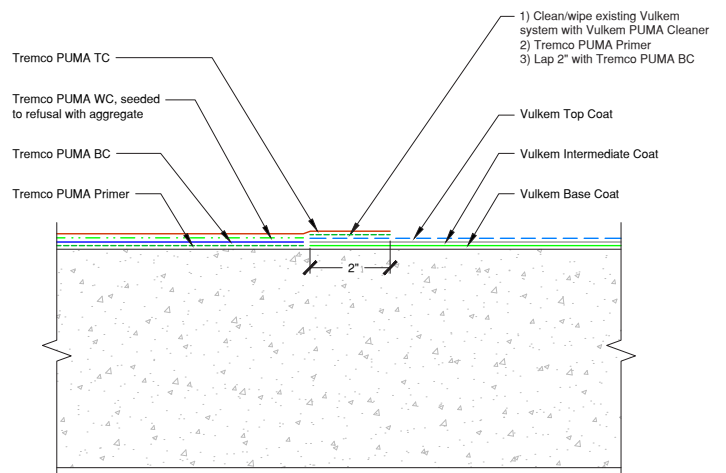 1) Clean/wipe existing Vulkem
system with Vulkem PUMA Cleaner
2) Tremco PUMA Primer
3) Lap 2" with Tremco PUMA BC
Tremco PUMA TC
Tremco PUMA WC, seeded
to refusal with aggregate
Tremco PUMA BC
Tremco PUMA Primer
Vulkem Top Coat
Vulkem Intermediate Coat
Vulkem Base Coat
2"